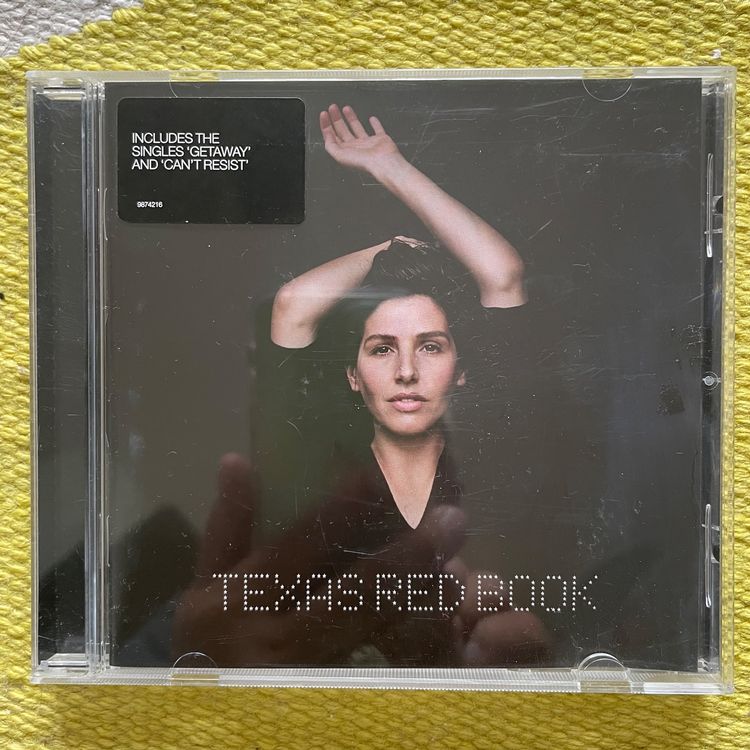 INCLUDES THE
SINGLES ‘GETAWAY’
AND ‘CAN’T RESIST’
9874216
TEXAS RED BOOK